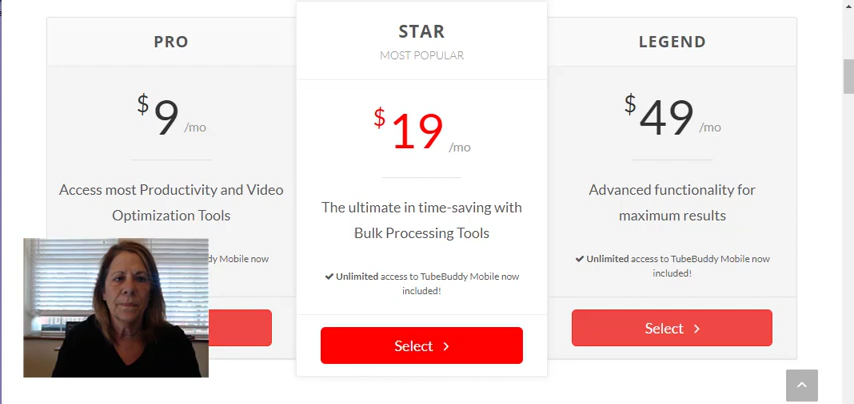 PRO
$9/mo
Access most Productivity and Video
Optimization Tools
dy Mobile now
STAR
MOST POPULAR
$19/mo
The ultimate in time-saving with
Bulk Processing Tools
✔ Unlimited access to TubeBuddy Mobile now
included!
Select >
LEGEND
$49/mo
Advanced functionality for
maximum results
✔ Unlimited access to TubeBuddy Mobile now
included!
Select >